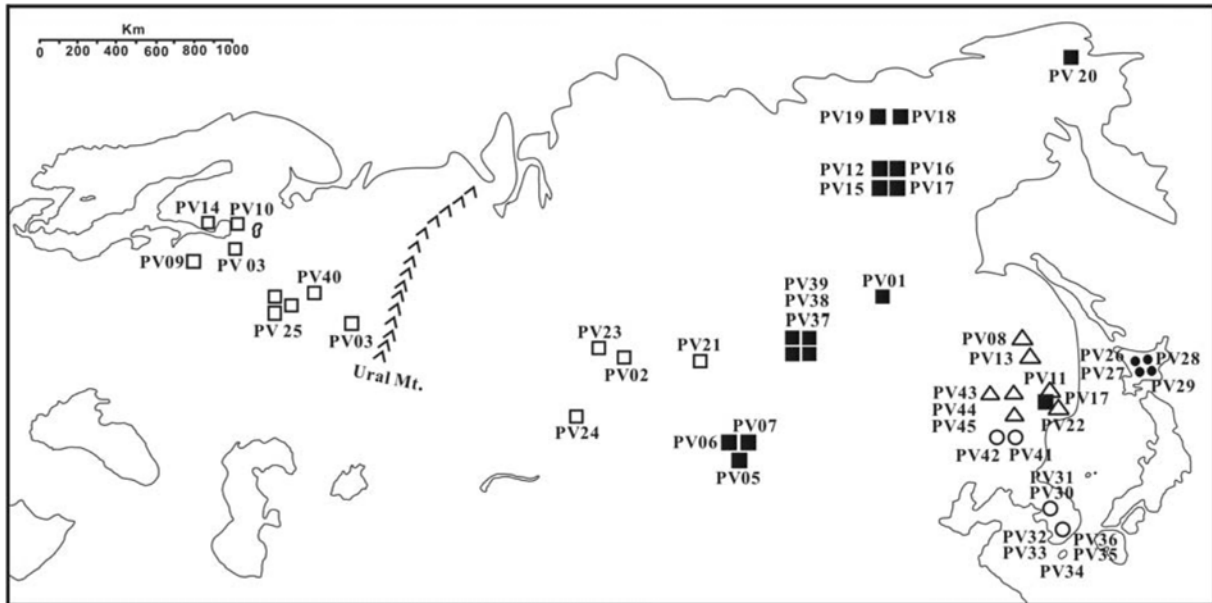 Km
0 200 400 600 800 1000
PV 20
PV19 PV18
PV12 PV16
PV15 PV17
PV14 PV10
PV09 PV 03
PV40
PV 25
PV03
Ural Mt.
PV39
PV38
PV37
PV01
PV23
PV02
PV21
PV24
PV06 PV07
PV05
PV08
PV13
PV11
PV43 PV17
PV44
PV45 PV22
PV42 PV41
PV26 PV28
PV27
PV29
PV31
PV30
PV32 PV36
PV33 PV35
PV34